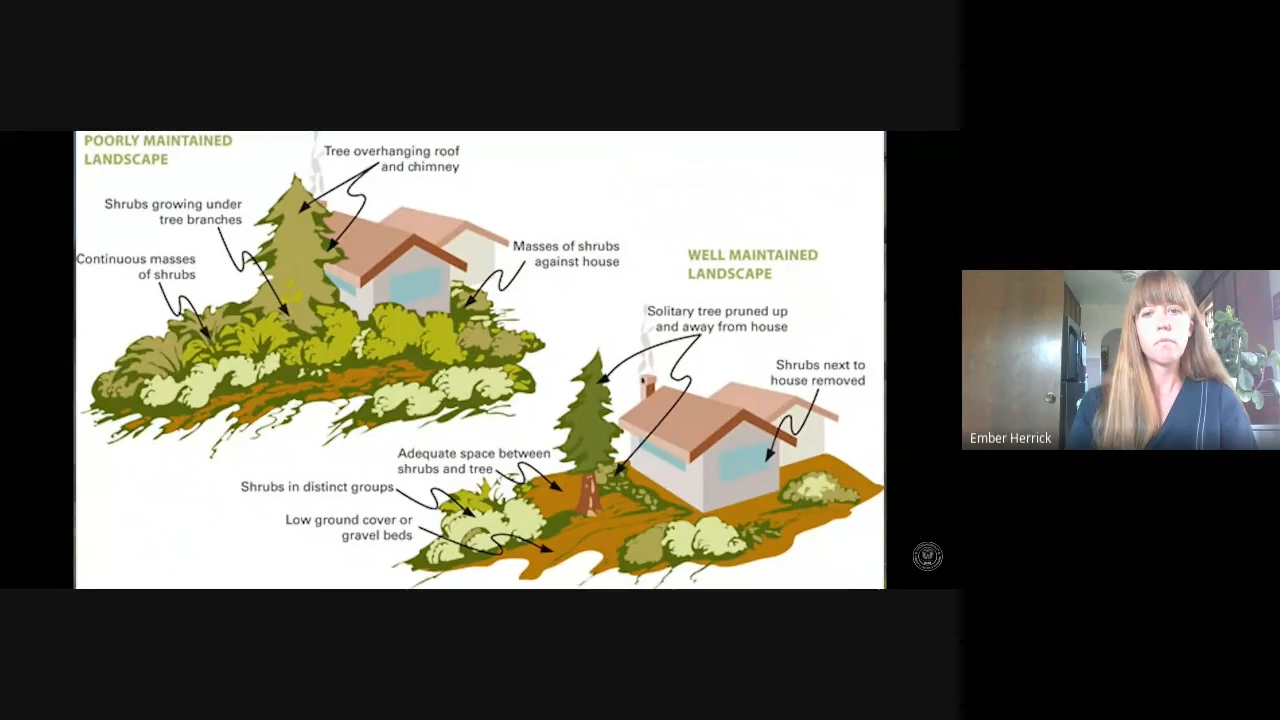 POORLY MAINTAINED
LANDSCAPE
Tree overhanging roof
and chimney
Shrubs growing under
tree branches
Continuous masses
of shrubs
Masses of shrubs
against house
WELL MAINTAINED
LANDSCAPE
Solitary tree pruned up
and away from house
Shrubs next to
house removed
Adequate space between
shrubs and tree
Shrubs in distinct groups
Low ground cover or
gravel beds
Ember Herrick